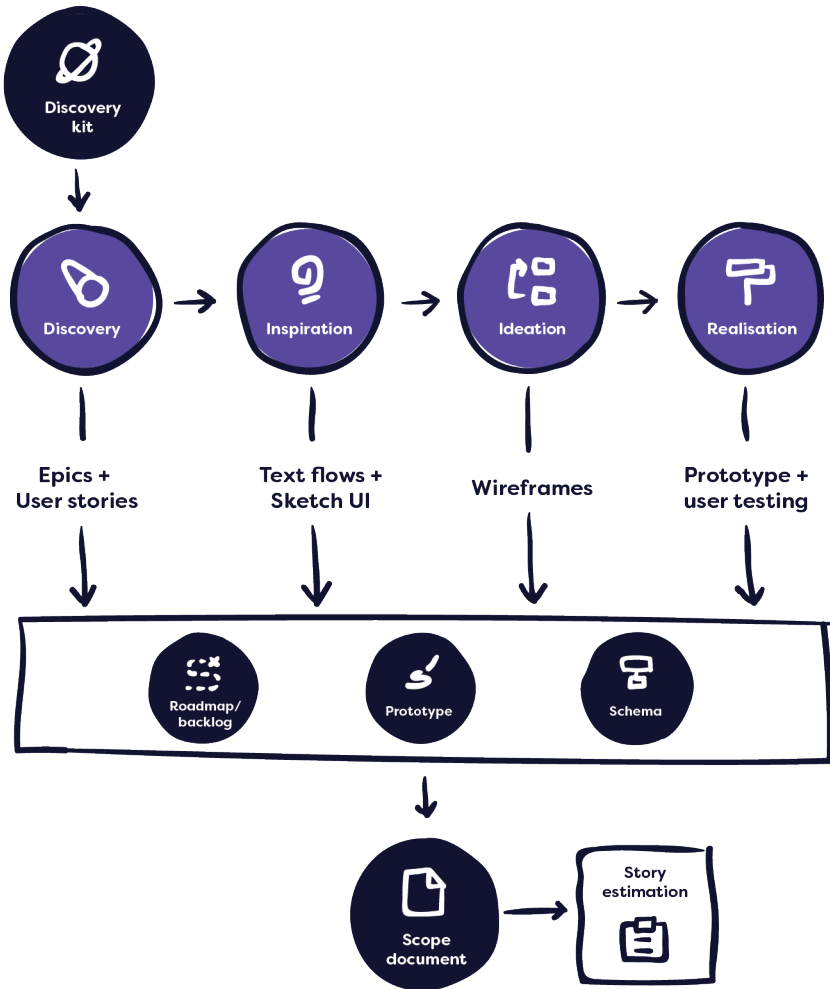 Discovery
kit
Discovery
Inspiration
Ideation
Realisation
Epics +
User stories
Text flows +
Sketch UI
Wireframes
Prototype +
user testing
Roadmap/
backlog
Prototype
Schema
Scope
document
Story
estimation